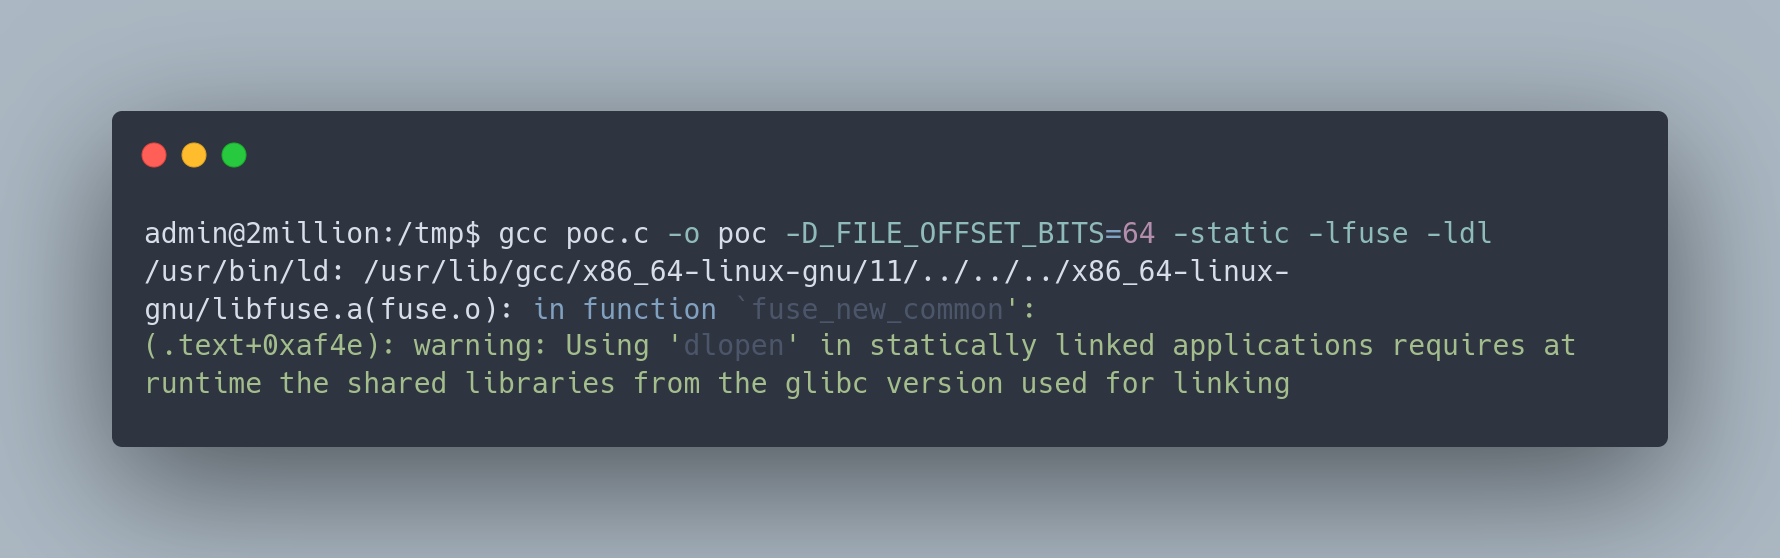 admin@2million:/tmp$ gcc poc.c -o poc -D_FILE_OFFSET_BITS=64 -static -lfuse -ldl
/usr/bin/ld: /usr/lib/gcc/x86_64-linux-gnu/11/../../../x86_64-linux-
gnu/libfuse.a(fuse.o): in function `fuse_new_common':
(.text+0xaf4e): warning: Using 'dlopen' in statically linked applications requires at
runtime the shared libraries from the glibc version used for linking